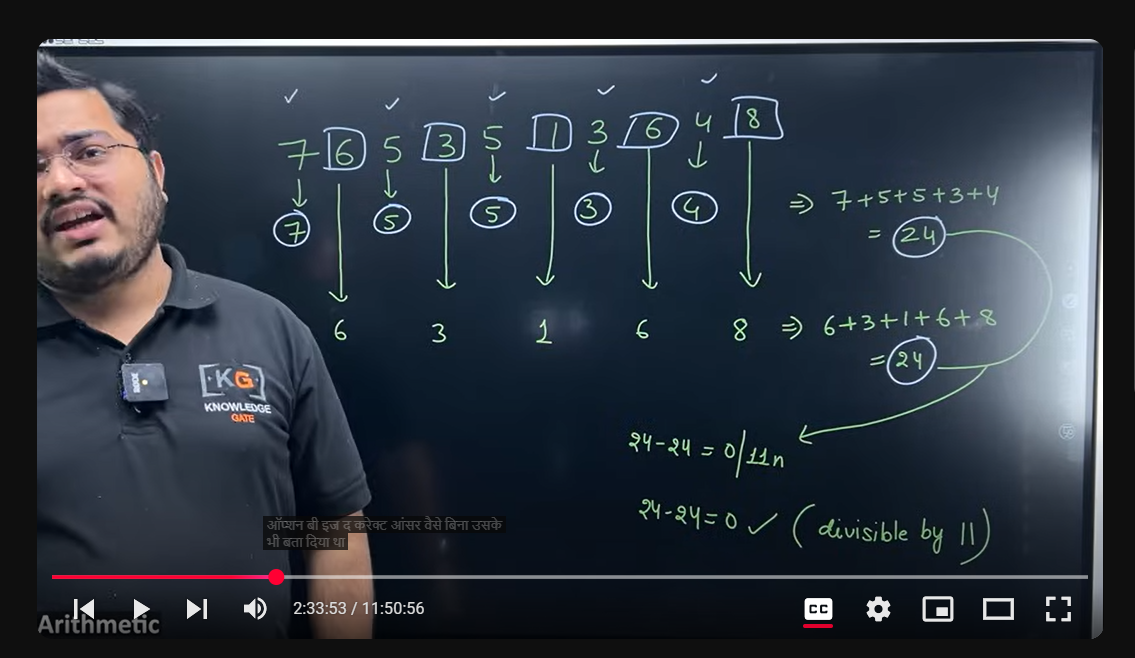 7 6 5 3 5 1 3 6 4 8
7 5 5 3 4
⇒ 7+5+5+3+4
= 24
6 3 1 6 8 ⇒ 6+3+1+6+8
= 24
KG
KNOWLEDGE
GATE
24-24 = 0/11n
24-24=0 ✓ (divisible by 11)
ऑप्शन बी इज द करेक्ट आंसर वैसे बिना उसके
भी बता दिया था
2:33:53 / 11:50:56
CC
Arithmetic